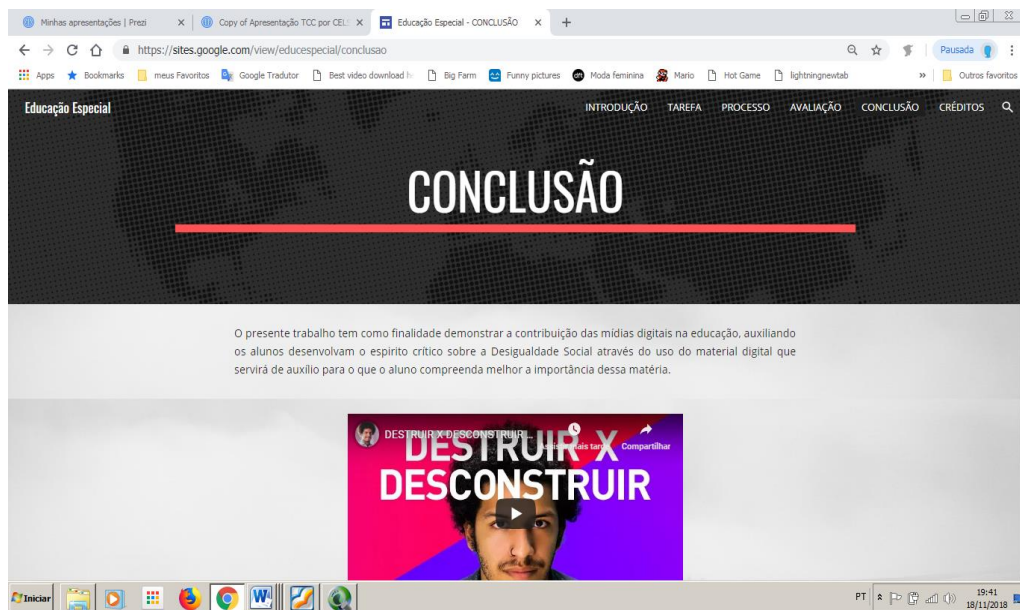 Minhas apresentações | Prezi
Copy of Apresentação TCC por CEL
Educação Especial - CONCLUSÃO
https://sites.google.com/view/educespecial/conclusao
Pausada
Apps
Bookmarks
meus Favoritos
Google Tradutor
Best video download h
Big Farm
Funny pictures
Moda feminina
Mario
Hot Game
lightningnewtab
»
Outros favoritos
Educação Especial
INTRODUÇÃO
TAREFA
PROCESSO
AVALIAÇÃO
CONCLUSÃO
CRÉDITOS
CONCLUSÃO
O presente trabalho tem como finalidade demonstrar a contribuição das mídias digitais na educação, auxiliando
os alunos desenvolvam o espirito crítico sobre a Desigualdade Social através do uso do material digital que
servirá de auxílio para o que o aluno compreenda melhor a importância dessa matéria.
DESTRUIR X DESCONSTRUIR...
mais tarde
Compartilhar
DESTRUIR X
DESCONSTRUIR
Iniciar
PT
19:41
18/11/2018